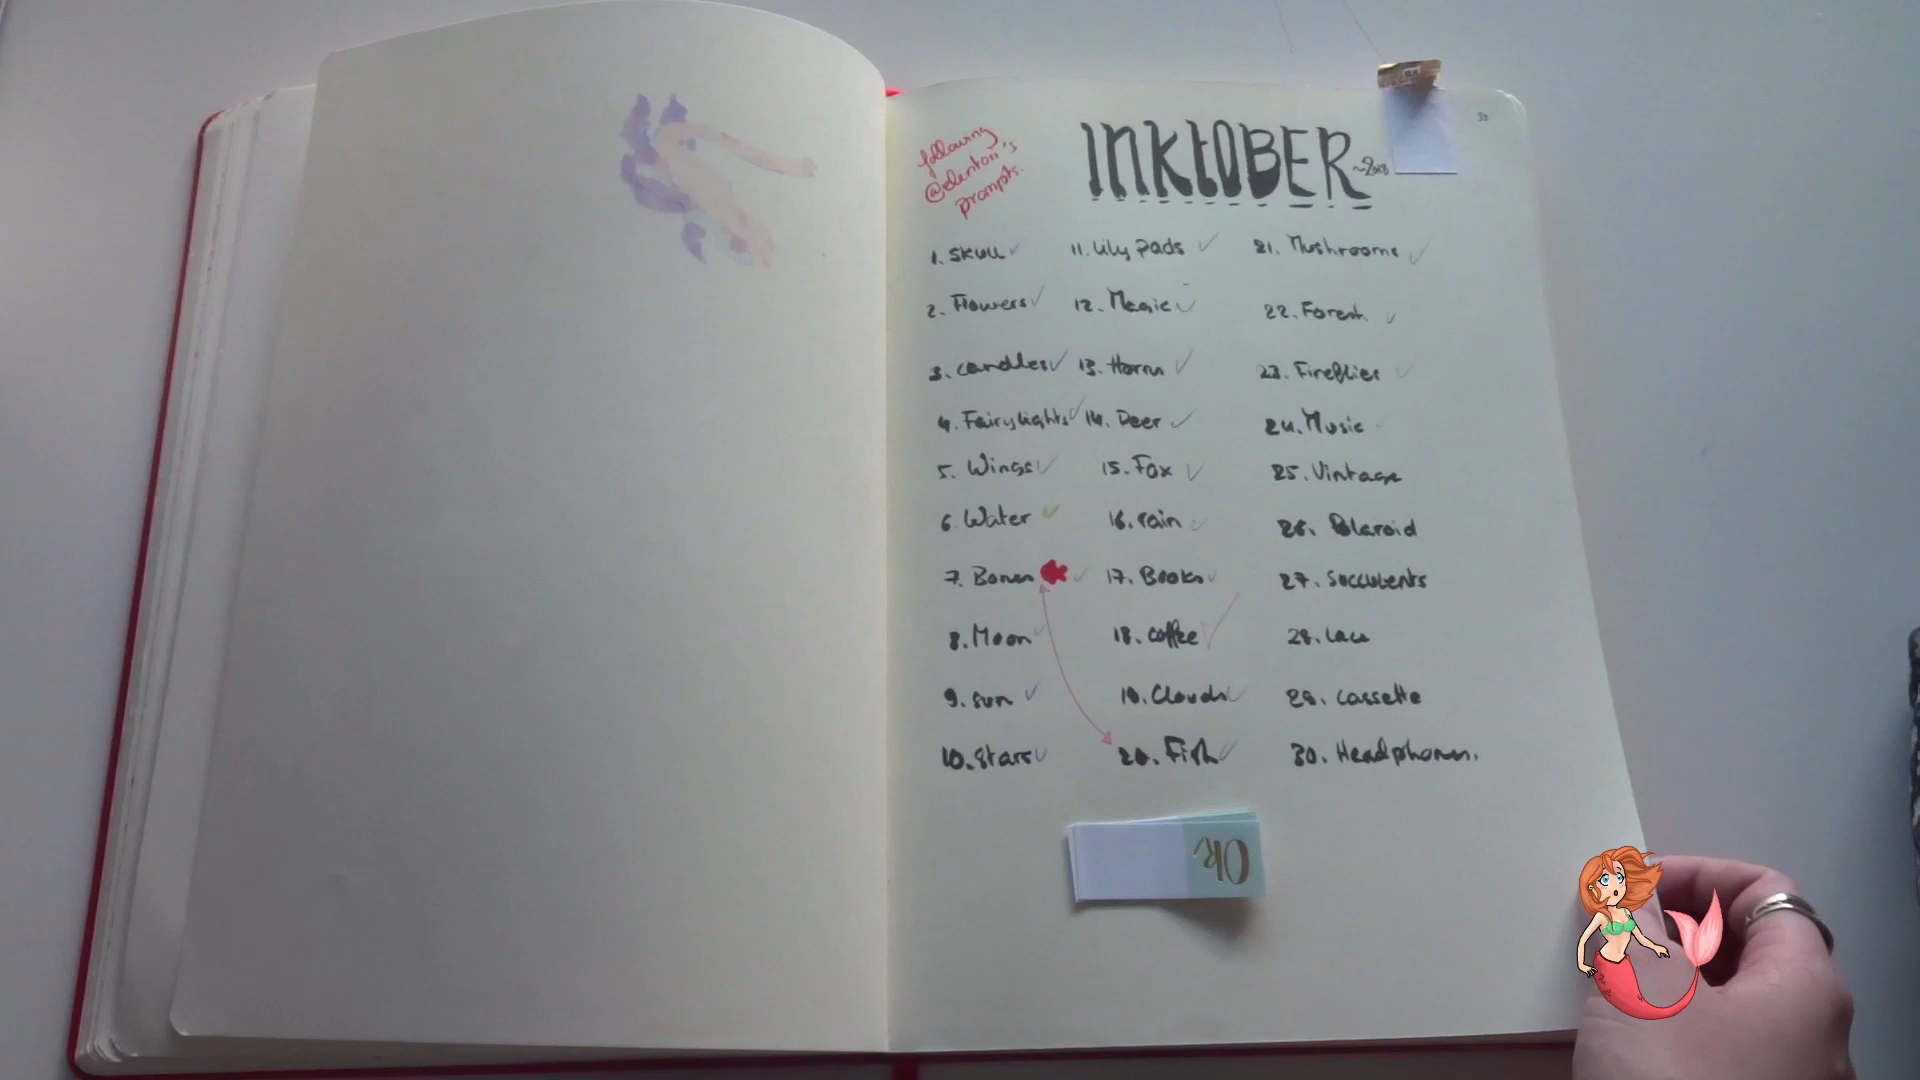 following
@elenton's
prompts.
INKTOBER ~2018
38
1. Skull
2. Flowers
3. candles
4. Fairylights
5. Wings
6. Water
7. Bones
8. Moon
9. sun
10. Stars
11. Lily pads
12. Magic
13. Horns
14. Deer
15. Fox
16. rain
17. Books
18. coffee
19. Clouds
20. Fish
21. Mushrooms
22. Forest
23. Fireflies
24. Music
25. Vintage
26. Polaroid
27. Succulents
28. Lace
29. Cassette
30. Headphones.
Ok